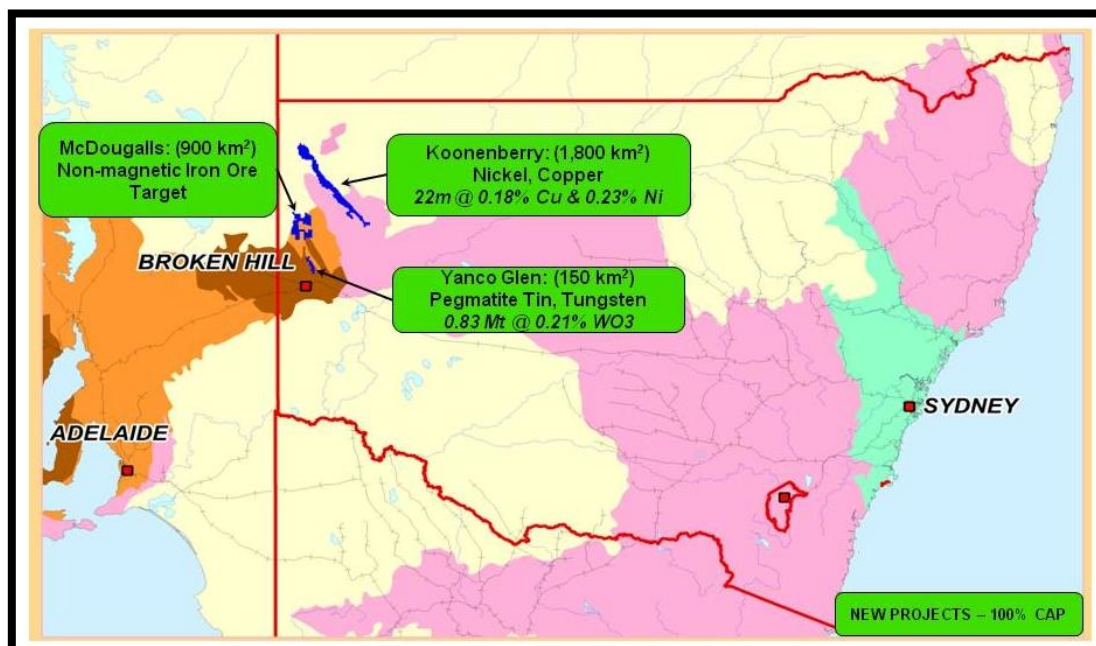 McDougalls: (900 km²)
Non-magnetic Iron Ore
Target
Koonenberry: (1,800 km²)
Nickel, Copper
22m @ 0.18% Cu & 0.23% Ni
BROKEN HILL
Yanco Glen: (150 km²)
Pegmatite Tin, Tungsten
0.83 Mt @ 0.21% WO3
SYDNEY
ADELAIDE
NEW PROJECTS – 100% CAP